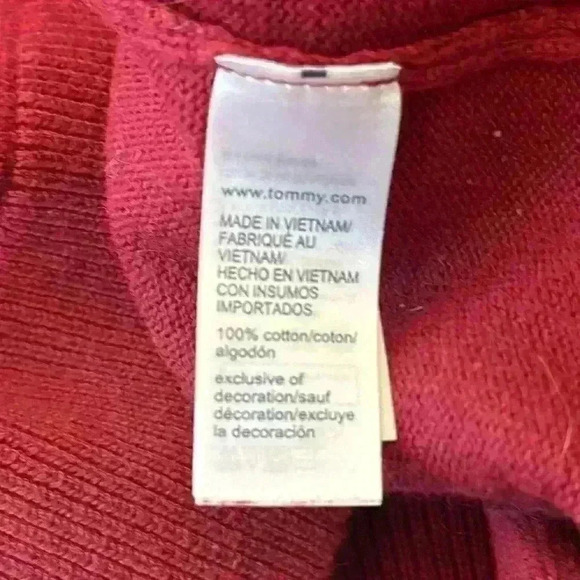 www.tommy.com
MADE IN VIETNAM/
FABRIQUÉ AU
VIETNAM/
HECHO EN VIETNAM
CON INSUMOS
IMPORTADOS
100% cotton/coton/
algodón
exclusive of
decoration/sauf
décoration/excluye
la decoración